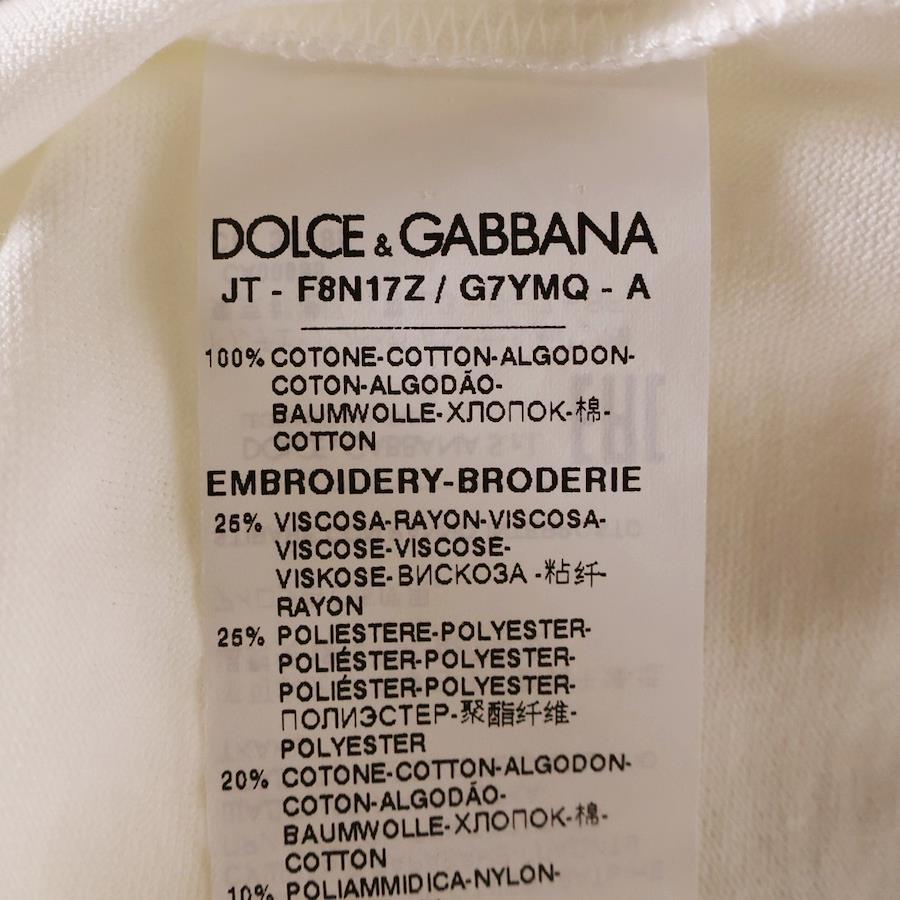 DOLCE & GABBANA
JT - F8N17Z / G7YMQ - A
100% COTONE-COTTON-ALGODON-
COTON-ALGODÃO-
BAUMWOLLE-ХЛОПОК-棉-
COTTON
EMBROIDERY-BRODERIE
25% VISCOSA-RAYON-VISCOSA-
VISCOSE-VISCOSE-
VISKOSE-ВИСКОЗА -粘纤-
RAYON
25% POLIESTERE-POLYESTER-
POLIÉSTER-POLYESTER-
POLIÉSTER-POLYESTER-
ПОЛИЭСТЕР-聚酯纤维-
POLYESTER
20% COTONE-COTTON-ALGODON-
COTON-ALGODÃO-
BAUMWOLLE-ХЛОПОК-棉-
COTTON
10% POLIAMMIDICA-NYLON-